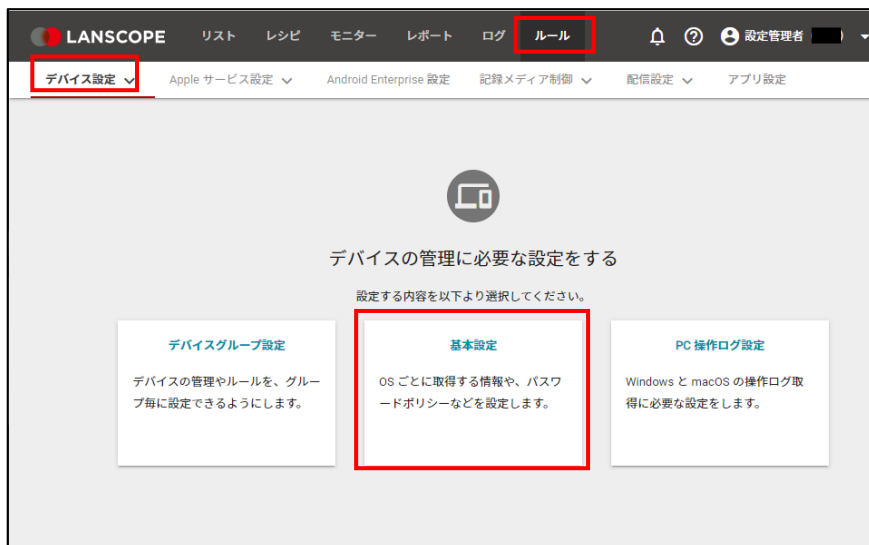 LANSCOPE リスト レシピ モニター レポート ログ ルール 設定管理者 )
デバイス設定 Apple サービス設定 Android Enterprise 設定 記録メディア制御 配信設定 アプリ設定
デバイスの管理に必要な設定をする
設定する内容を以下より選択してください。
デバイスグループ設定
デバイスの管理やルールを、グルー
プ毎に設定できるようにします。
基本設定
OS ごとに取得する情報や、パスワ
ードポリシーなどを設定します。
PC 操作ログ設定
Windows と macOS の操作ログ取
得に必要な設定をします。